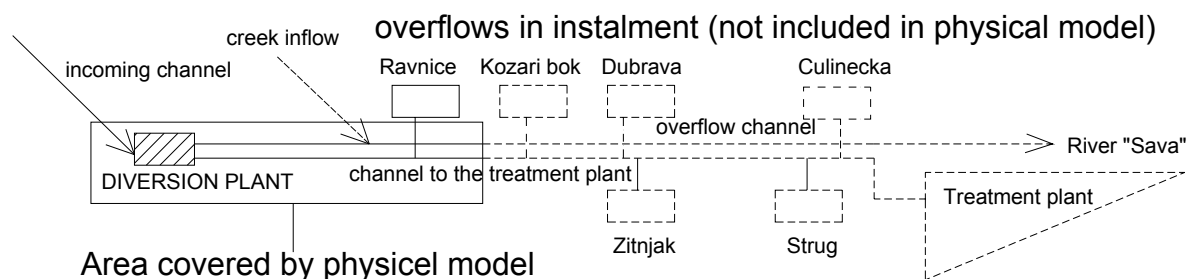 overflows in instalment (not included in physical model)
creek inflow
incoming channel
Ravnice
Kozari bok
Dubrava
Culinecka
overflow channel
River "Sava"
DIVERSION PLANT
channel to the treatment plant
Treatment plant
Zitnjak
Strug
Area covered by physicel model